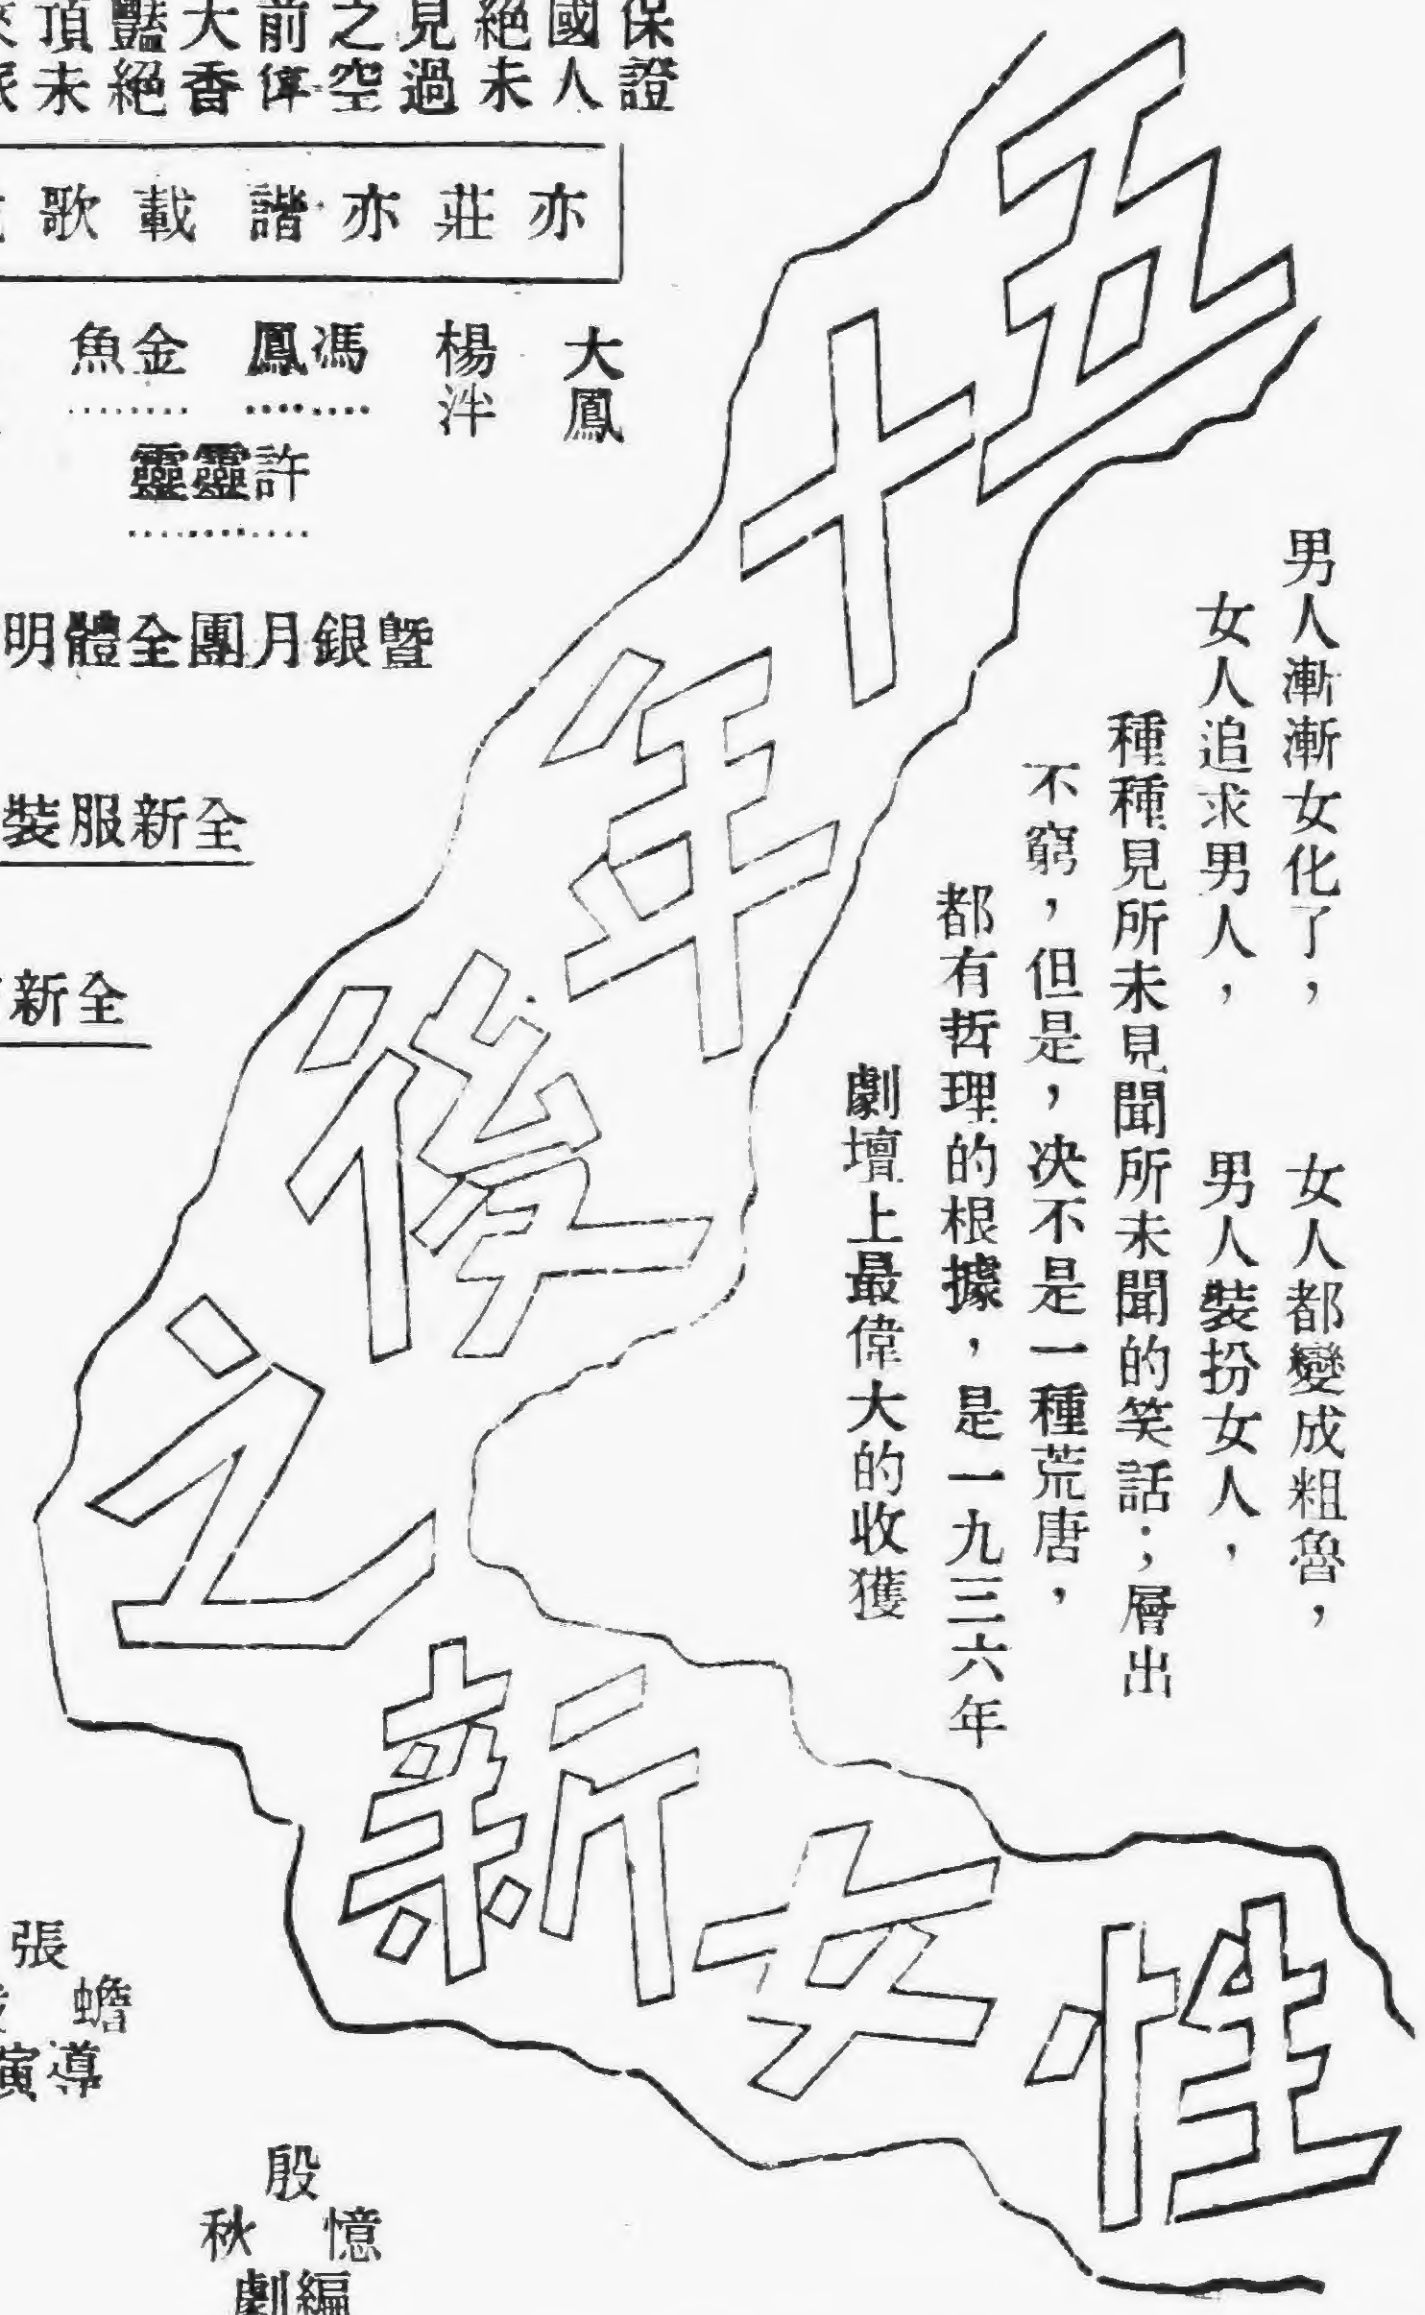 保證
國人
絕未
見過
之空
前偉
大香
豔絕
頂未
亦莊亦諧載歌
大鳳
楊泮
馮鳳
金魚
許靈靈
暨銀月團全體明
全新服裝
全新
五十年後之新女性
男人漸漸女化了，　女人都變成粗魯，
女人追求男人，　男人裝扮女人，
種種見所未見聞所未聞的笑話；層出
不窮，但是，决不是一種荒唐，
都有哲理的根據，是一九三六年
劇壇上最偉大的收獲
張蟾
導演
殷憶秋
編劇